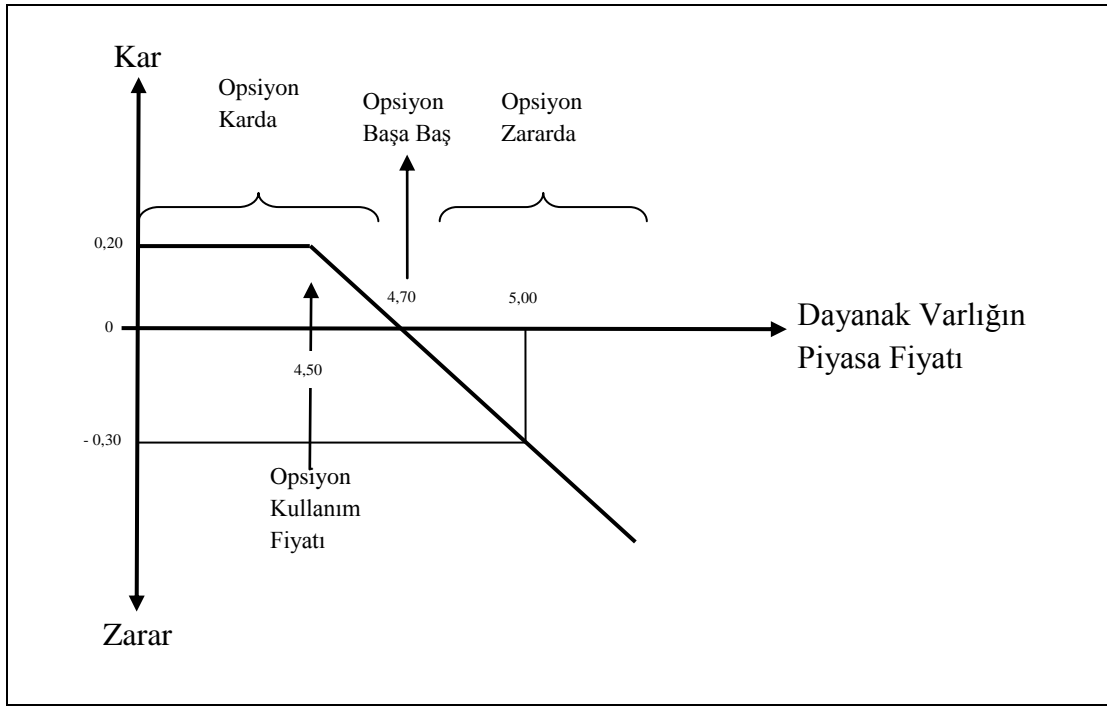 Kar
Opsiyon
Karda
Opsiyon
Başa Baş
Opsiyon
Zararda
0,20
4,70
5,00
0
Dayanak Varlığın
Piyasa Fiyatı
4,50
- 0,30
Opsiyon
Kullanım
Fiyatı
Zarar